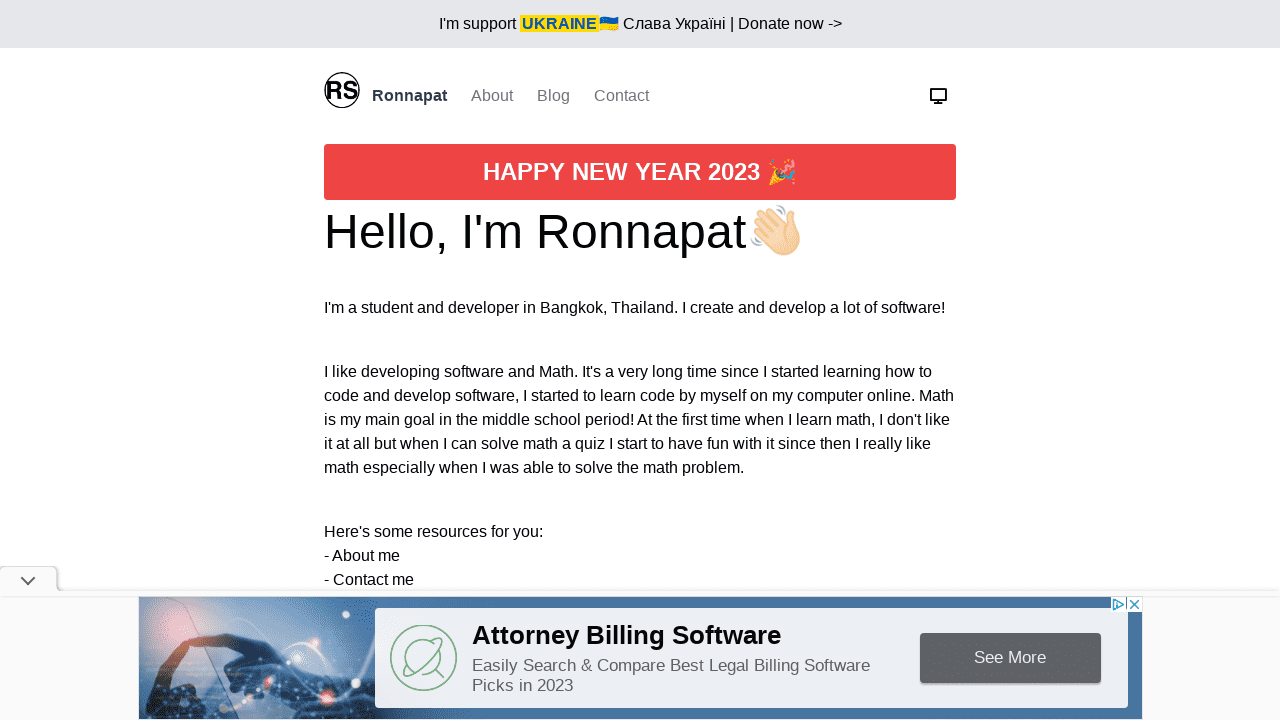 I'm support UKRAINE🇺🇦 Слава Україні | Donate now ->
RS Ronnapat About Blog Contact
HAPPY NEW YEAR 2023 🎉
Hello, I'm Ronnapat👋🏻
I'm a student and developer in Bangkok, Thailand. I create and develop a lot of software!
I like developing software and Math. It's a very long time since I started learning how to
code and develop software, I started to learn code by myself on my computer online. Math
is my main goal in the middle school period! At the first time when I learn math, I don't like
it at all but when I can solve math a quiz I start to have fun with it since then I really like
math especially when I was able to solve the math problem.
Here's some resources for you:
- About me
- Contact me
Attorney Billing Software
Easily Search & Compare Best Legal Billing Software
Picks in 2023
See More